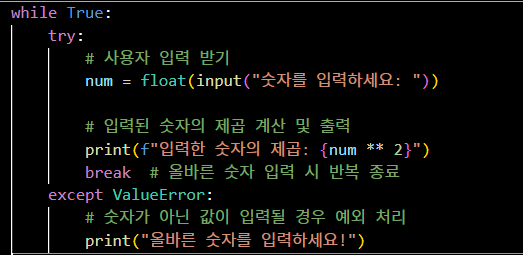 while True:
    try:
        # 사용자 입력 받기
        num = float(input("숫자를 입력하세요: "))

        # 입력된 숫자의 제곱 계산 및 출력
        print(f"입력한 숫자의 제곱: {num ** 2}")
        break  # 올바른 숫자 입력 시 반복 종료
    except ValueError:
        # 숫자가 아닌 값이 입력될 경우 예외 처리
        print("올바른 숫자를 입력하세요!")